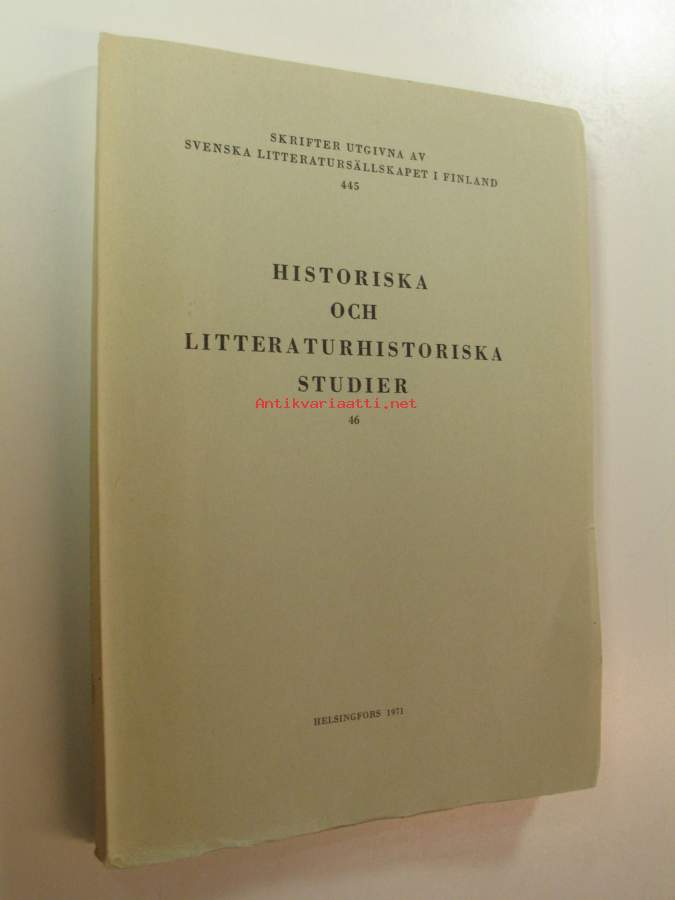 SKRIFTER UTGIVNA AV
SVENSKA LITTERATURSÄLLSKAPET I FINLAND
445
HISTORISKA
OCH
LITTERATURHISTORISKA
STUDIER
Antikvariaatti.net
46
HELSINGFORS 1971